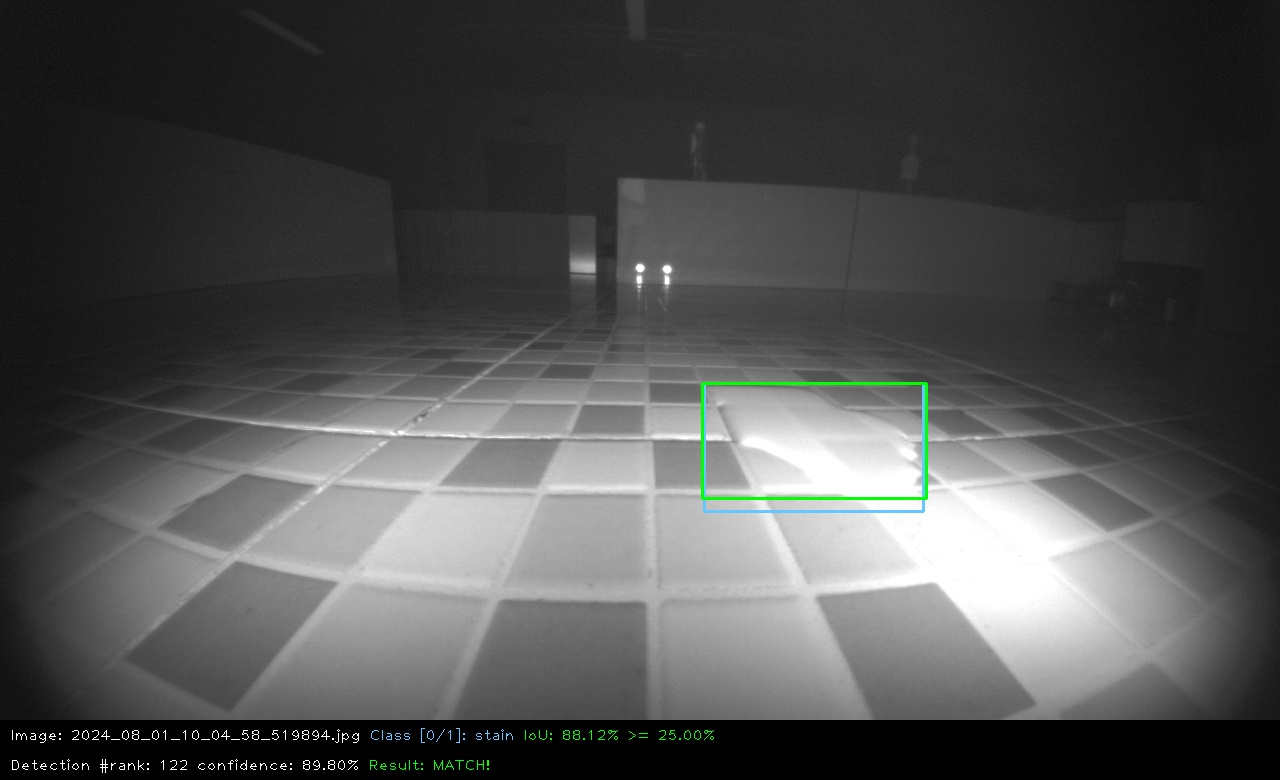 Image: 2024_08_01_10_04_58_519894.jpg Class [0/1]: stain IoU: 88.12% >= 25.00%
Detection #rank: 122 confidence: 89.80% Result: MATCH!